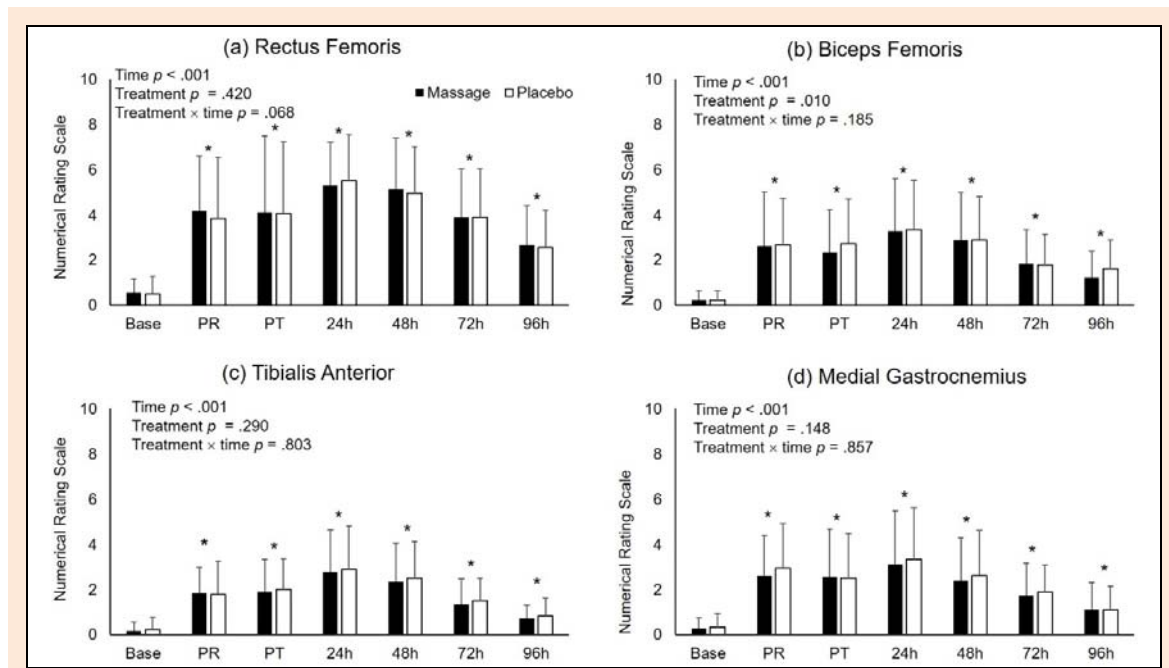 (a) Rectus Femoris
Time p < .001
Treatment p = .420
Treatment × time p = .068
Massage Placebo
Numerical Rating Scale
10
8
6
4
2
0
* * * * * *
Base PR PT 24h 48h 72h 96h
(b) Biceps Femoris
Time p < .001
Treatment p = .010
Treatment × time p = .185
Numerical Rating Scale
10
8
6
4
2
0
* * * * * *
Base PR PT 24h 48h 72h 96h
(c) Tibialis Anterior
Time p < .001
Treatment p = .290
Treatment × time p = .803
Numerical Rating Scale
10
8
6
4
2
0
* * * * * *
Base PR PT 24h 48h 72h 96h
(d) Medial Gastrocnemius
Time p < .001
Treatment p = .148
Treatment × time p = .857
Numerical Rating Scale
10
8
6
4
2
0
* * * * * *
Base PR PT 24h 48h 72h 96h